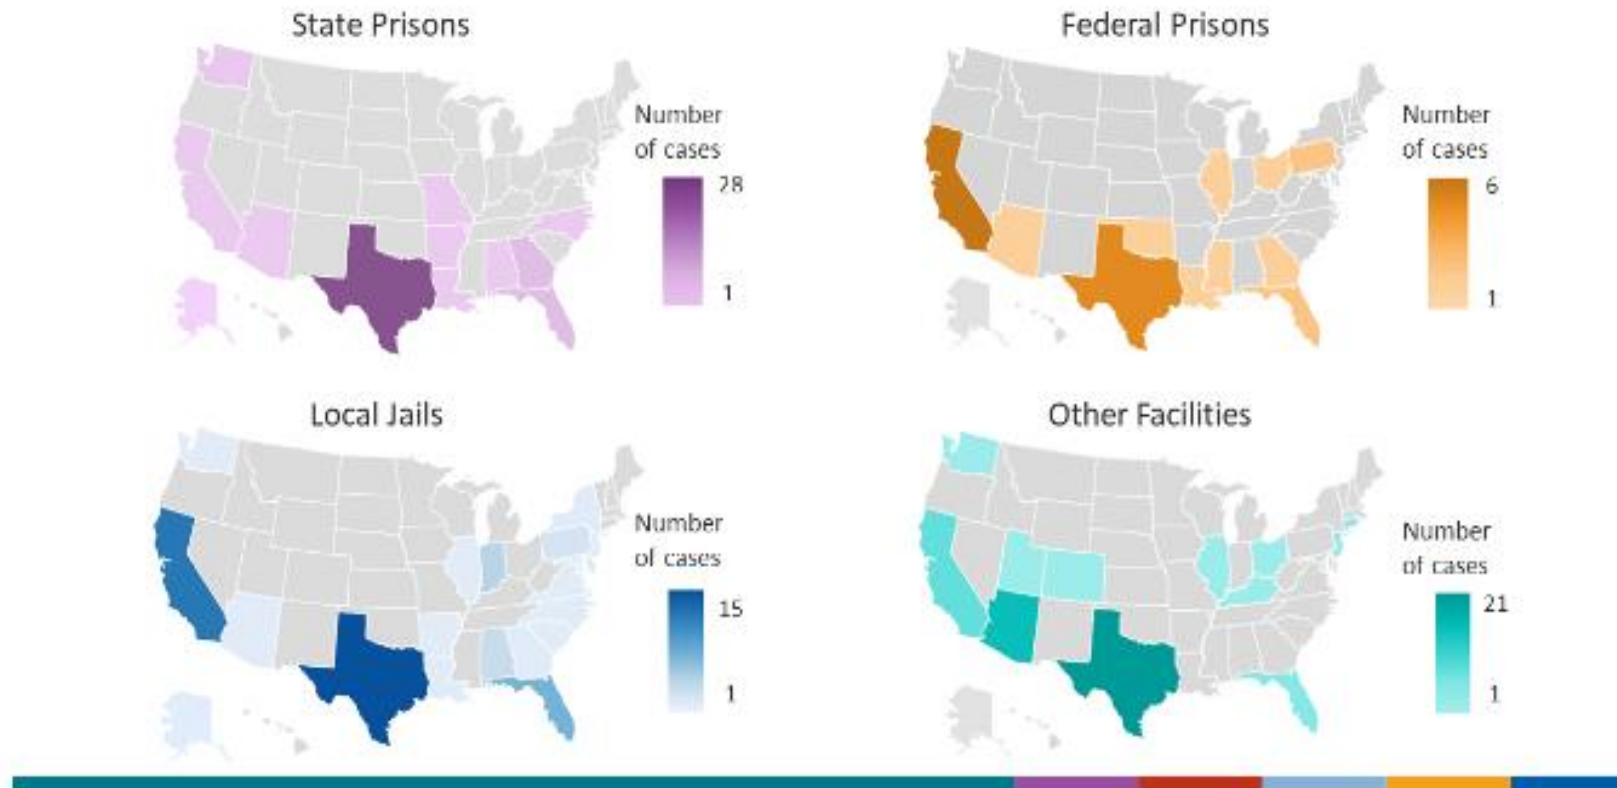 State Prisons
Number
of cases
28
1
Federal Prisons
Number
of cases
6
1
Local Jails
Number
of cases
15
1
Other Facilities
Number
of cases
21
1